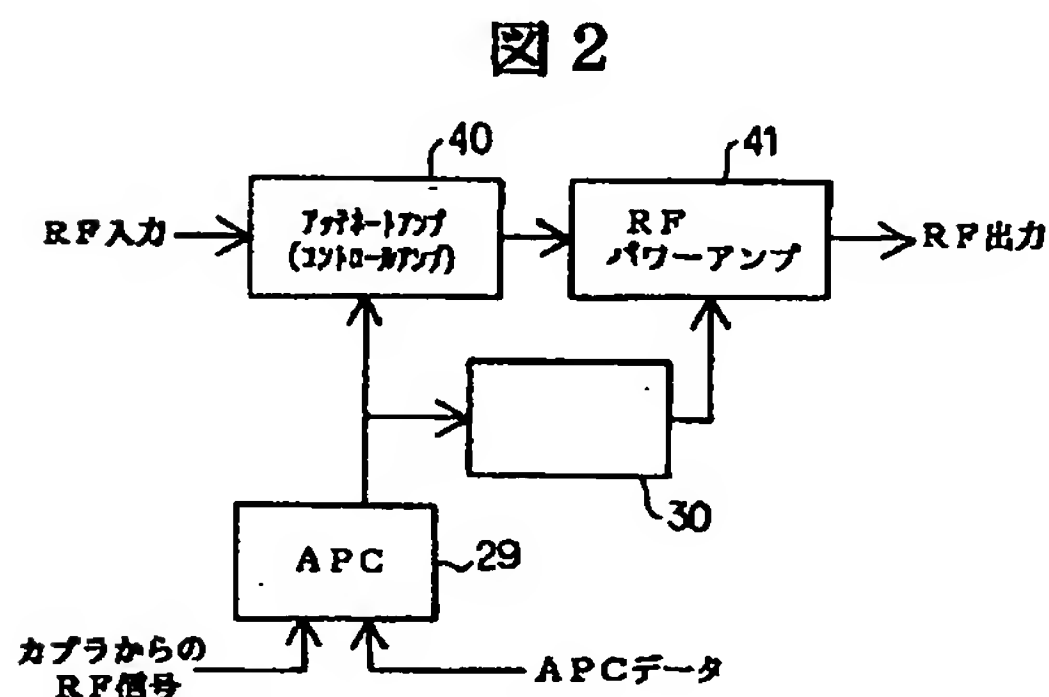 図2
40
41
RF入力
アッテネートアンプ
(コントロールアンプ)
RF
パワーアンプ
RF出力
30
APC
29
カプラからの
RF信号
APCデータ